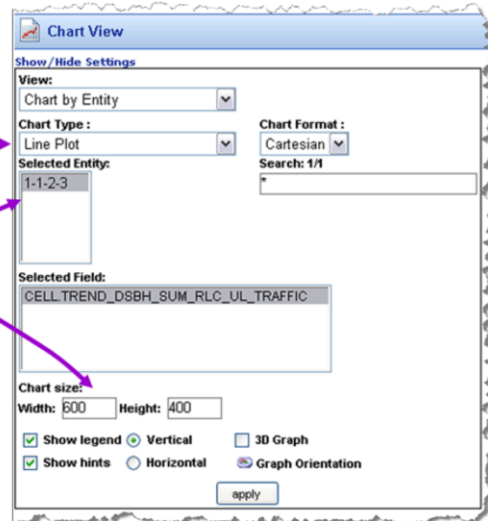 Chart View
Show/Hide Settings
View:
Chart by Entity
Chart Type : Chart Format :
Line Plot Cartesian
Selected Entity: Search: 1/1
1-1-2-3 *
Selected Field:
CELL.TREND_DSBH_SUM_RLC_UL_TRAFFIC
Chart size:
Width: 600 Height: 400
Show legend Vertical 3D Graph
Show hints Horizontal Graph Orientation
apply